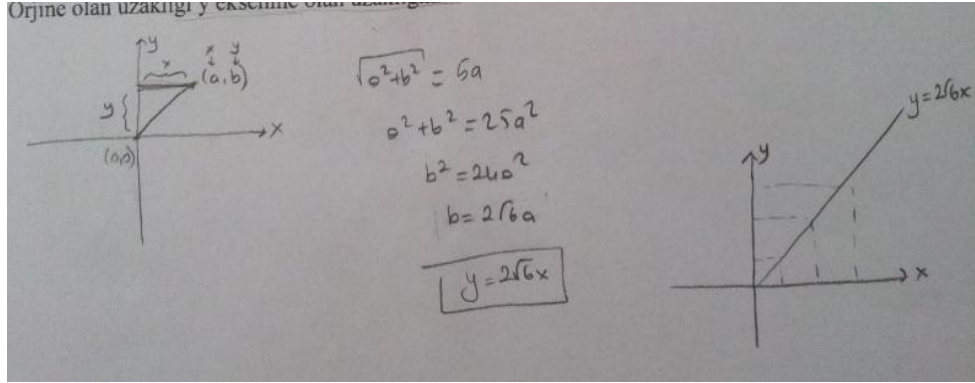 Orjine olan uzaklığı y eksenine olan
y
x y
x (a,b)
y
x
(0,0)
√a²+b² = 5a
a²+b² = 25a²
b² = 24a²
b = 2√6a
y = 2√6x
y = 2√6x
y
x